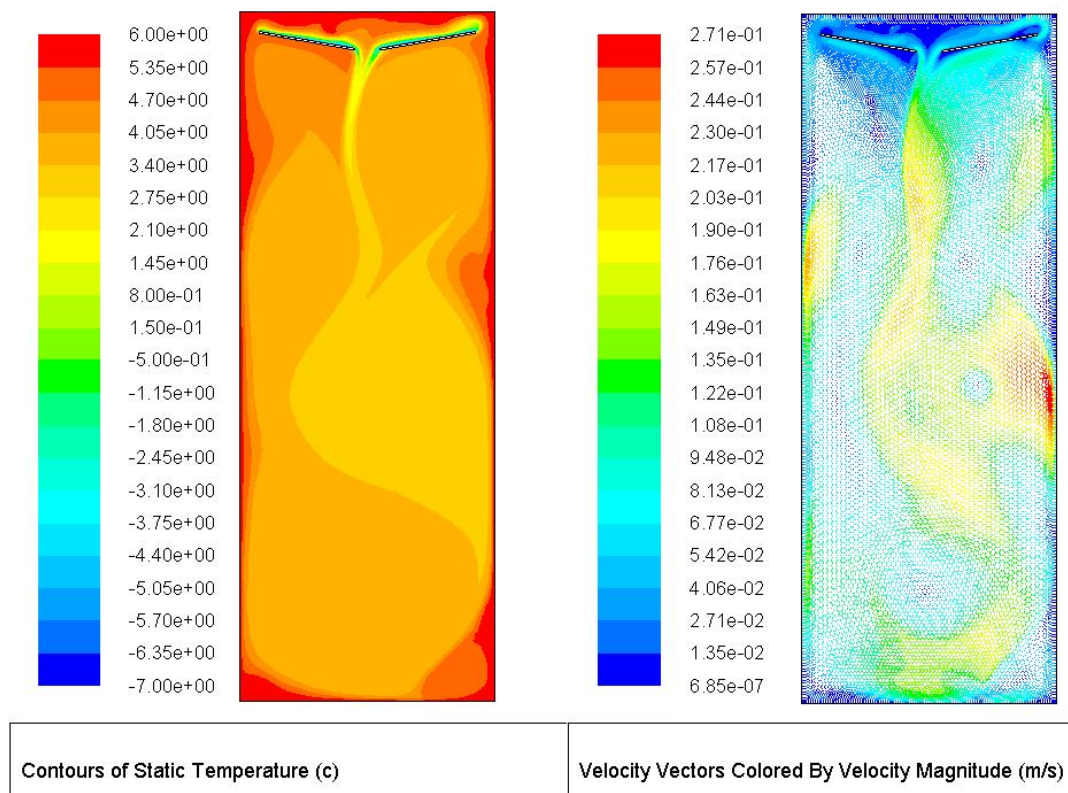 6.00e+00
5.35e+00
4.70e+00
4.05e+00
3.40e+00
2.75e+00
2.10e+00
1.45e+00
8.00e-01
1.50e-01
-5.00e-01
-1.15e+00
-1.80e+00
-2.45e+00
-3.10e+00
-3.75e+00
-4.40e+00
-5.05e+00
-5.70e+00
-6.35e+00
-7.00e+00
Contours of Static Temperature (c)
2.71e-01
2.57e-01
2.44e-01
2.30e-01
2.17e-01
2.03e-01
1.90e-01
1.76e-01
1.63e-01
1.49e-01
1.35e-01
1.22e-01
1.08e-01
9.48e-02
8.13e-02
6.77e-02
5.42e-02
4.06e-02
2.71e-02
1.35e-02
6.85e-07
Velocity Vectors Colored By Velocity Magnitude (m/s)